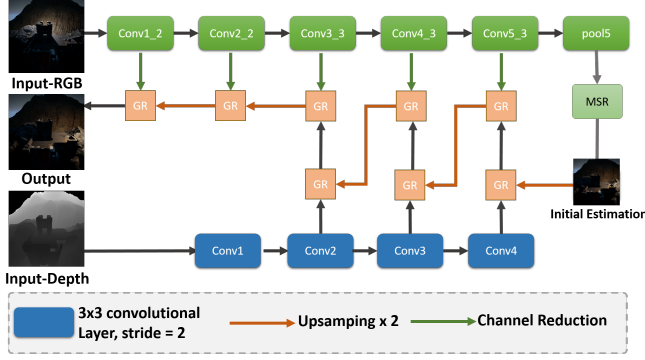 Conv1_2
Conv2_2
Conv3_3
Conv4_3
Conv5_3
pool5
Input-RGB
GR
GR
GR
GR
GR
MSR
Output
GR
GR
GR
Initial Estimation
Input-Depth
Conv1
Conv2
Conv3
Conv4
3x3 convolutional
Layer, stride = 2
Upsamping x 2
Channel Reduction